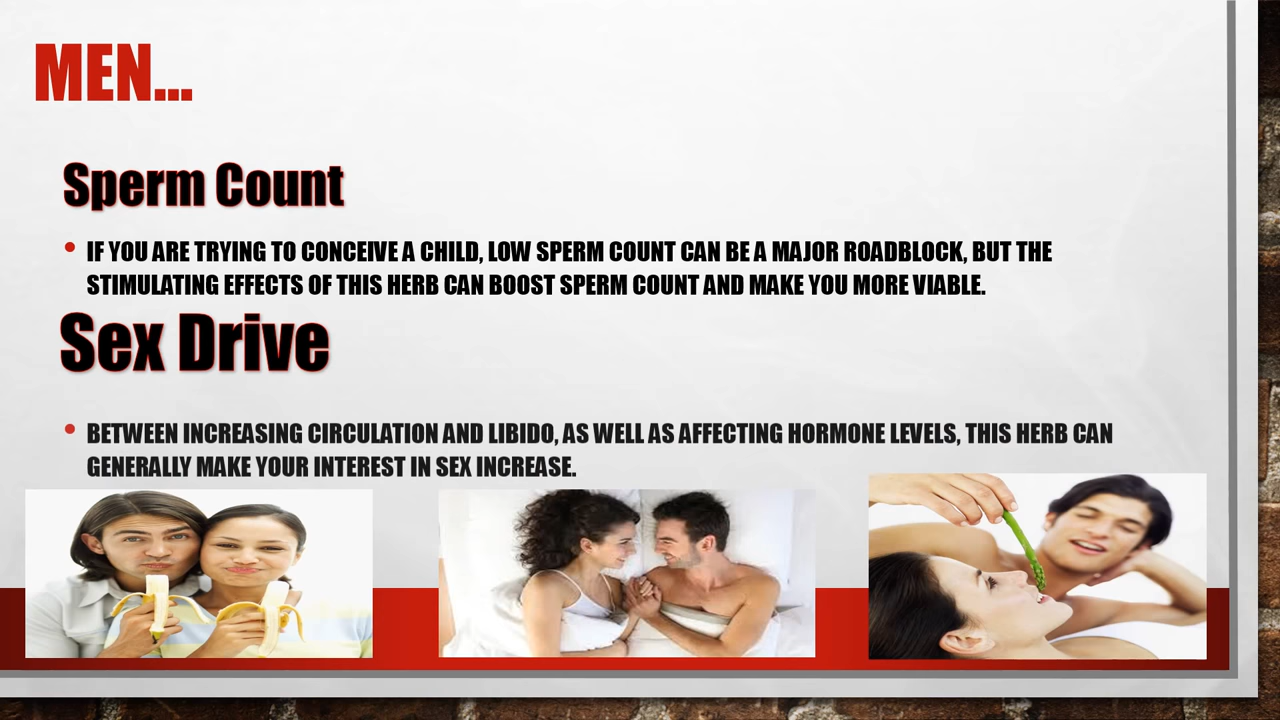 MEN...
Sperm Count
• IF YOU ARE TRYING TO CONCEIVE A CHILD, LOW SPERM COUNT CAN BE A MAJOR ROADBLOCK, BUT THE
STIMULATING EFFECTS OF THIS HERB CAN BOOST SPERM COUNT AND MAKE YOU MORE VIABLE.
Sex Drive
• BETWEEN INCREASING CIRCULATION AND LIBIDO, AS WELL AS AFFECTING HORMONE LEVELS, THIS HERB CAN
GENERALLY MAKE YOUR INTEREST IN SEX INCREASE.